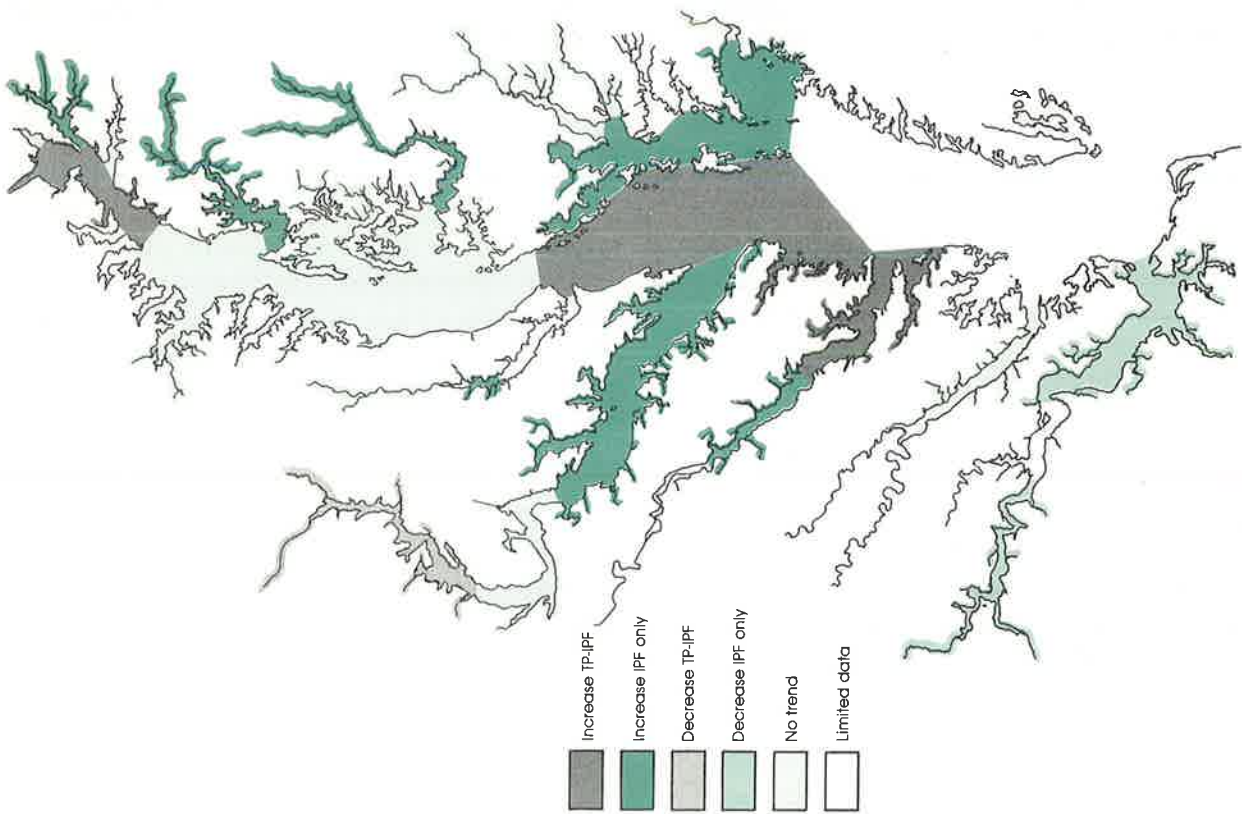 Increase TP-IPF
Increase IPF only
Decrease TP-IPF
Decrease IPF only
No trend
Limited data